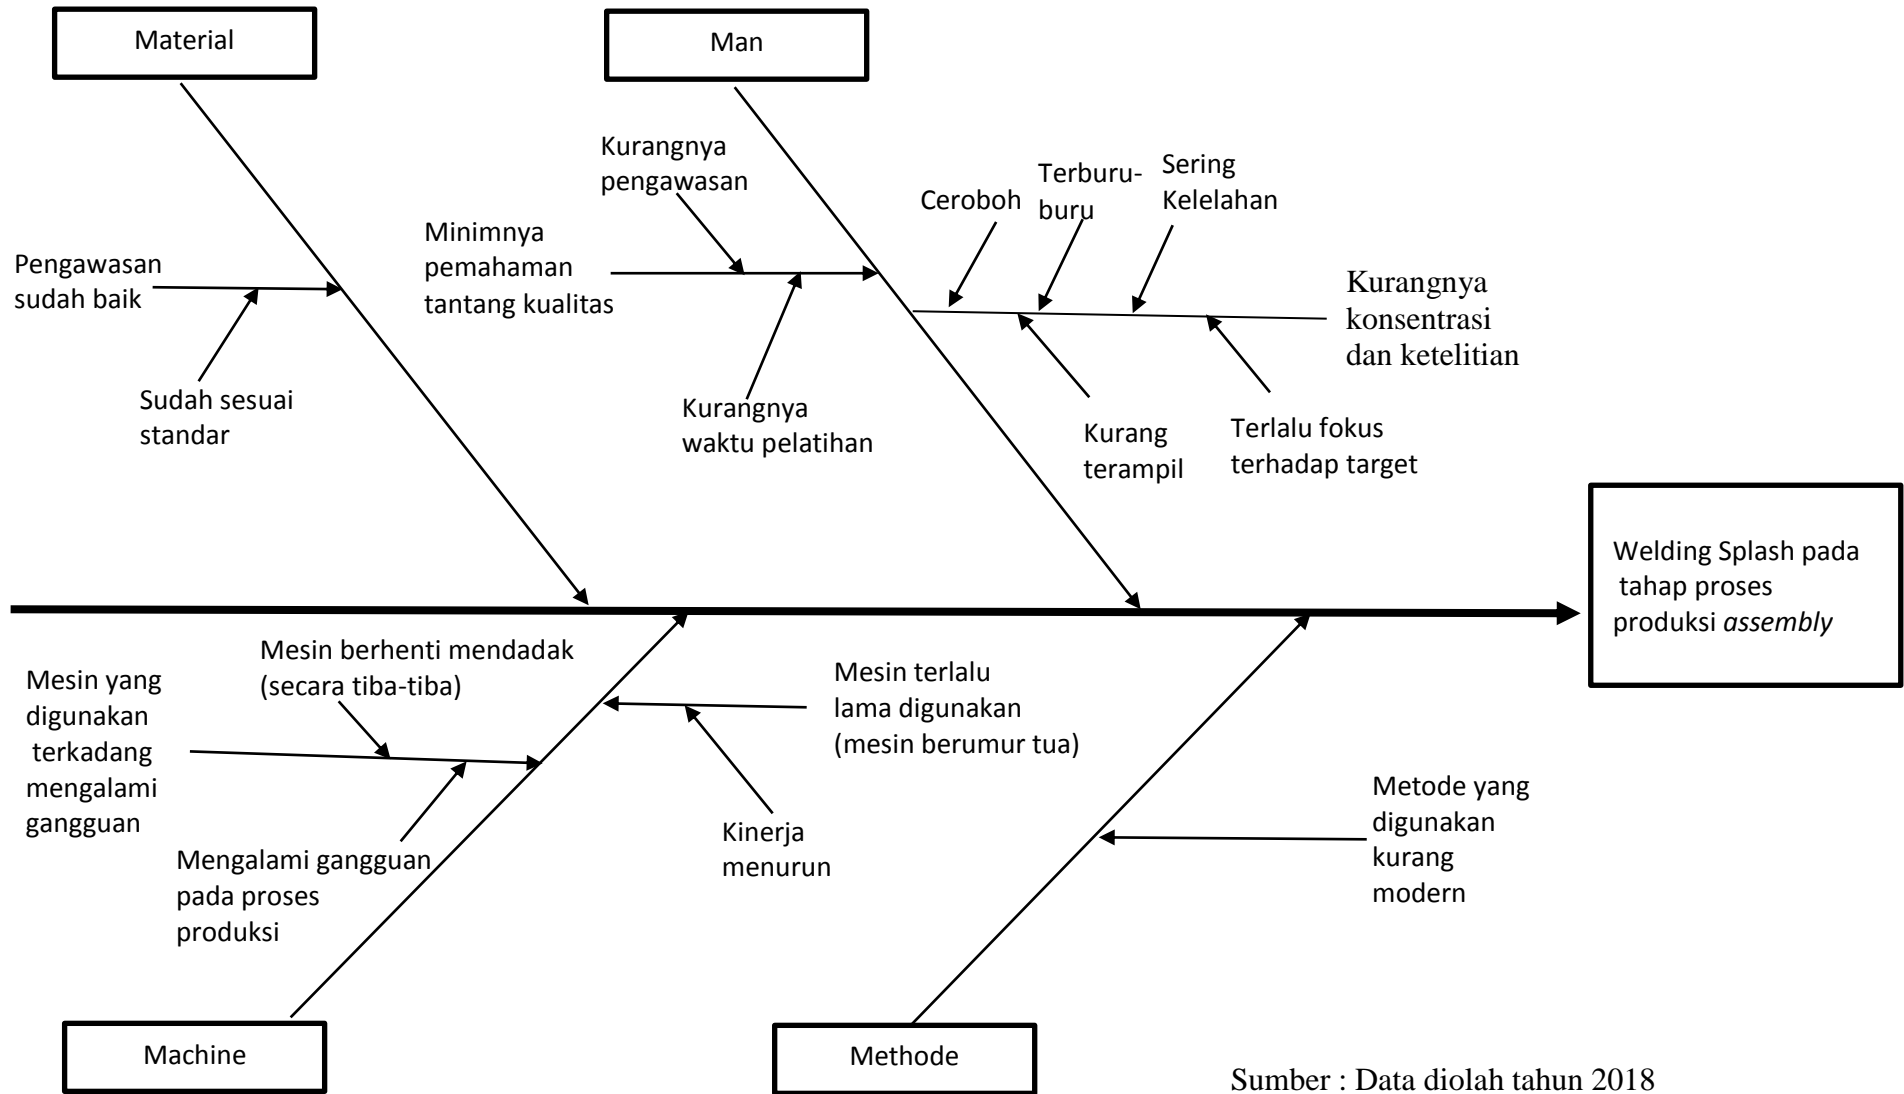 Material
Man
Kurangnya
pengawasan
Ceroboh
Terburu-
buru
Sering
Kelelahan
Minimnya
pemahaman
tantang kualitas
Pengawasan
sudah baik
Kurangnya
konsentrasi
dan ketelitian
Sudah sesuai
standar
Kurangnya
waktu pelatihan
Kurang
terampil
Terlalu fokus
terhadap target
Welding Splash pada
tahap proses
produksi assembly
Mesin yang
digunakan
terkadang
mengalami
gangguan
Mesin berhenti mendadak
(secara tiba-tiba)
Mesin terlalu
lama digunakan
(mesin berumur tua)
Mengalami gangguan
pada proses
produksi
Kinerja
menurun
Metode yang
digunakan
kurang
modern
Machine
Methode
Sumber : Data diolah tahun 2018